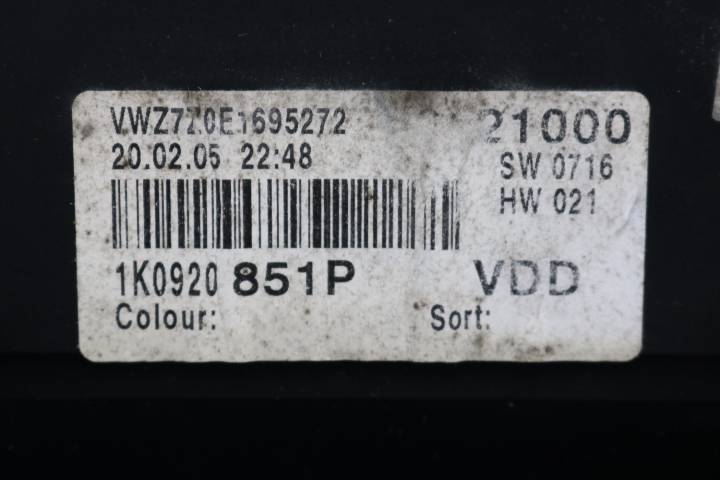 VWZ7Z0E1695272 21000
20.02.05 22:48 SW 0716
HW 021
1K0920 851P VDD
Colour: Sort: